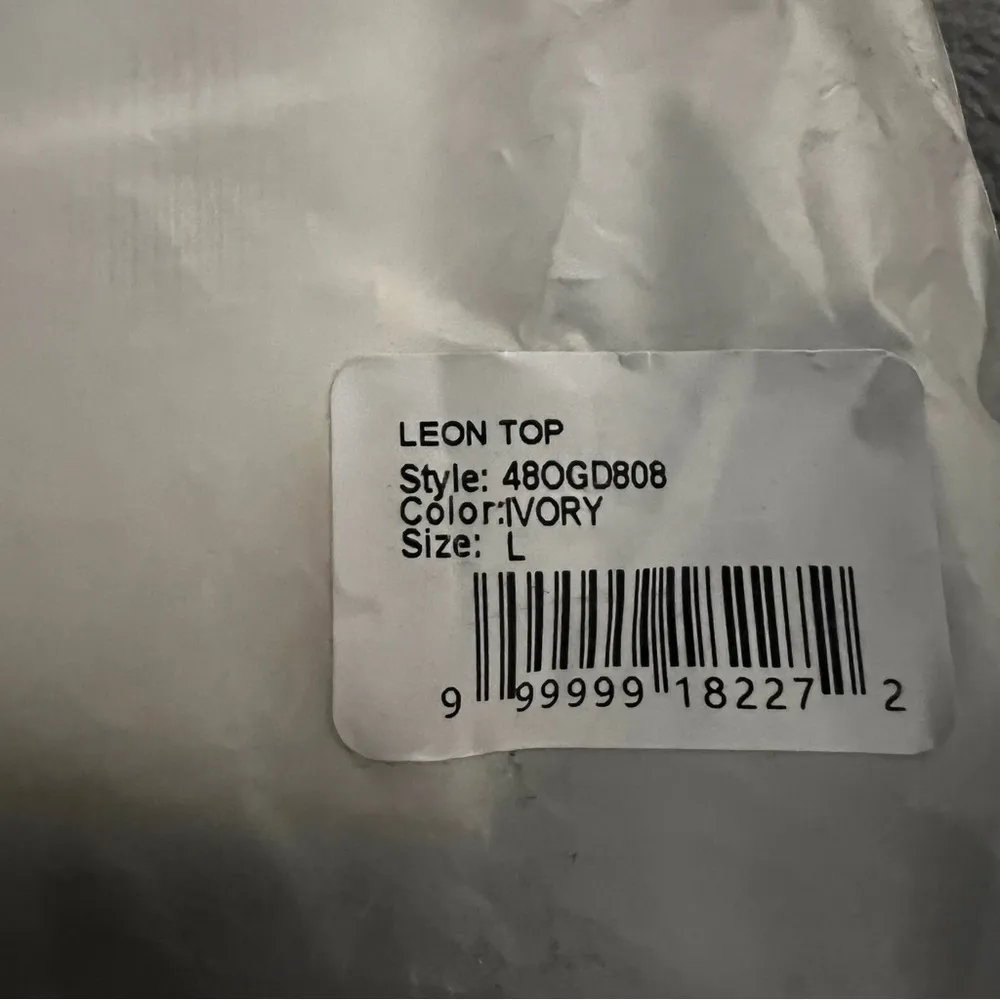 LEON TOP
Style: 48OGD808
Color:IVORY
Size: L
9 99999 18227 2